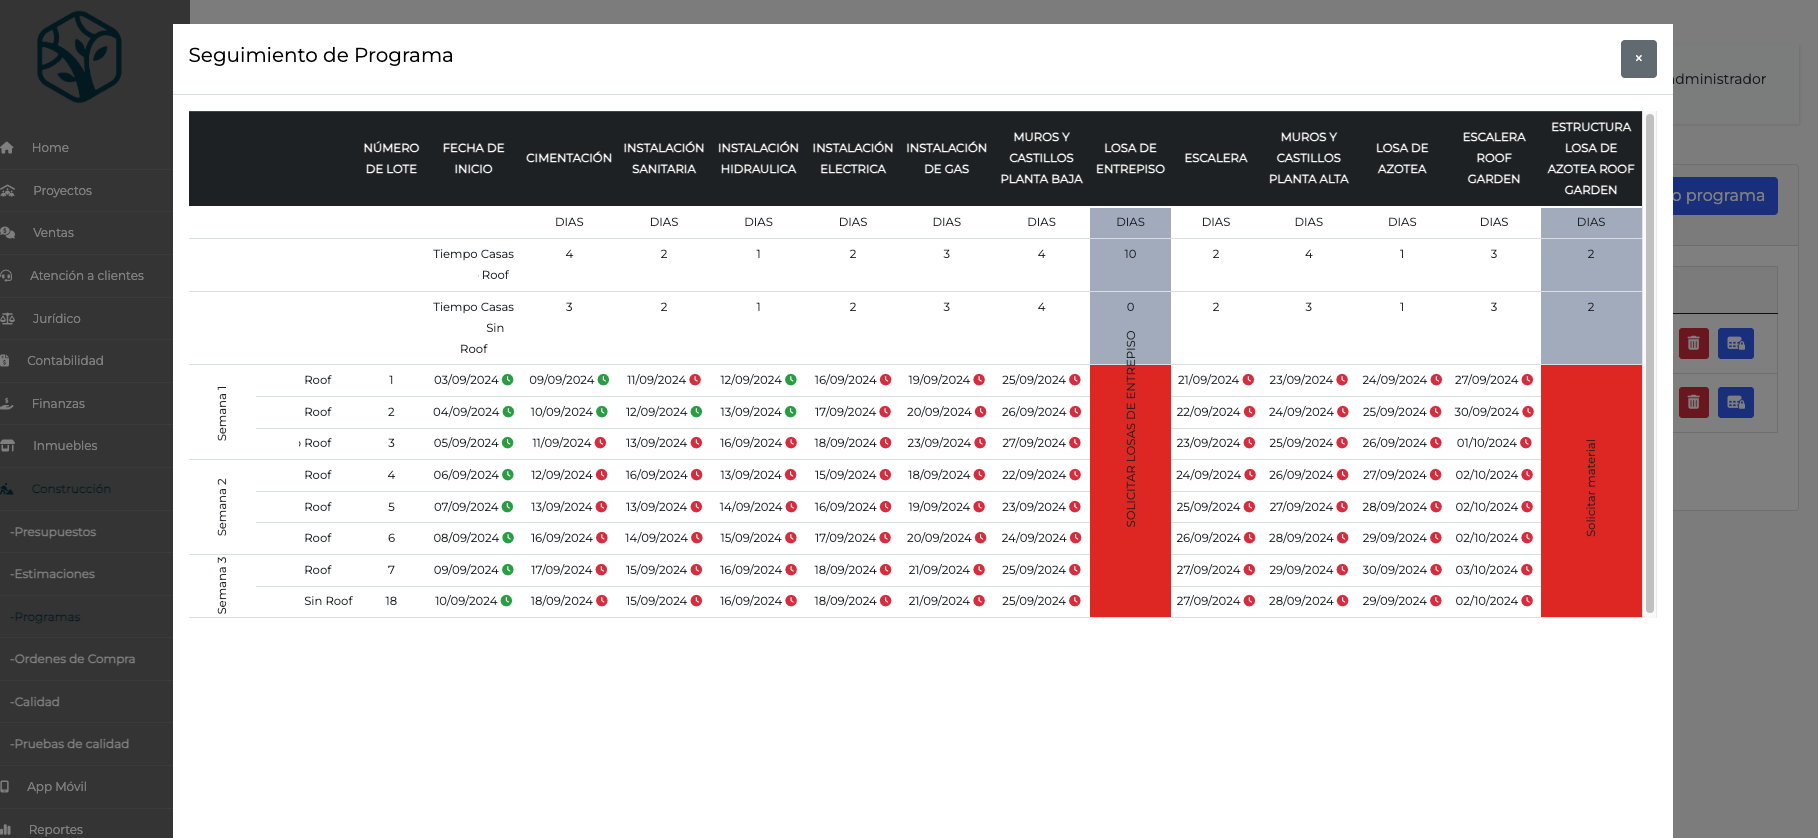 Seguimiento de Programa
×
administrador
o programa
Home
Proyectos
Ventas
Atención a clientes
Jurídico
Contabilidad
Finanzas
Inmuebles
Construcción
-Presupuestos
-Estimaciones
-Programas
-Ordenes de Compra
-Calidad
-Pruebas de calidad
App Móvil
Reportes
NÚMERO DE LOTE FECHA DE INICIO CIMENTACIÓN INSTALACIÓN SANITARIA INSTALACIÓN HIDRAULICA INSTALACIÓN ELECTRICA INSTALACIÓN DE GAS MUROS Y CASTILLOS PLANTA BAJA LOSA DE ENTREPISO ESCALERA MUROS Y CASTILLOS PLANTA ALTA LOSA DE AZOTEA ESCALERA ROOF GARDEN ESTRUCTURA LOSA DE AZOTEA ROOF GARDEN
DIAS DIAS DIAS DIAS DIAS DIAS DIAS DIAS DIAS DIAS DIAS DIAS
Tiempo Casas Roof 4 2 1 2 3 4 10 2 4 1 3 2
Tiempo Casas Sin Roof 3 2 1 2 3 4 0 2 3 1 3 2
Semana 1
Roof 1 03/09/2024 09/09/2024 11/09/2024 12/09/2024 16/09/2024 19/09/2024 25/09/2024 21/09/2024 23/09/2024 24/09/2024 27/09/2024
Roof 2 04/09/2024 10/09/2024 12/09/2024 13/09/2024 17/09/2024 20/09/2024 26/09/2024 22/09/2024 24/09/2024 25/09/2024 30/09/2024
Roof 3 05/09/2024 11/09/2024 13/09/2024 16/09/2024 18/09/2024 23/09/2024 27/09/2024 23/09/2024 25/09/2024 26/09/2024 01/10/2024
Semana 2
Roof 4 06/09/2024 12/09/2024 16/09/2024 13/09/2024 15/09/2024 18/09/2024 22/09/2024 24/09/2024 26/09/2024 27/09/2024 02/10/2024
Roof 5 07/09/2024 13/09/2024 13/09/2024 14/09/2024 16/09/2024 19/09/2024 23/09/2024 25/09/2024 27/09/2024 28/09/2024 02/10/2024
Roof 6 08/09/2024 16/09/2024 14/09/2024 15/09/2024 17/09/2024 20/09/2024 24/09/2024 26/09/2024 28/09/2024 29/09/2024 02/10/2024
Semana 3
Roof 7 09/09/2024 17/09/2024 15/09/2024 16/09/2024 18/09/2024 21/09/2024 25/09/2024 27/09/2024 29/09/2024 30/09/2024 03/10/2024
Sin Roof 18 10/09/2024 18/09/2024 15/09/2024 16/09/2024 18/09/2024 21/09/2024 25/09/2024 27/09/2024 28/09/2024 29/09/2024 02/10/2024
SOLICITAR LOSAS DE ENTREPISO
Solicitar material